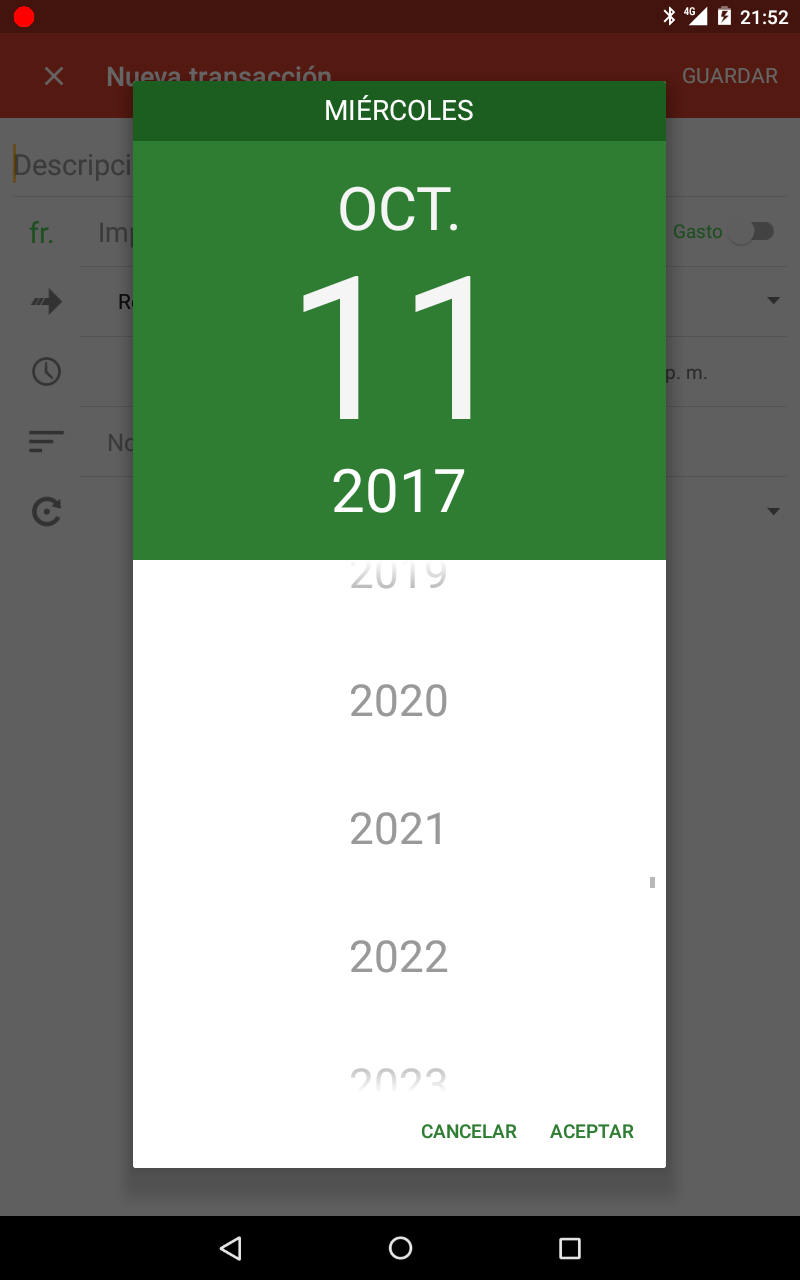 4G 21:52
Nueva transacción GUARDAR
MIÉRCOLES
Descripci
OCT.
fr. Imp Gasto
11
p. m.
No
2017
2019
2020
2021
2022
2023
CANCELAR ACEPTAR